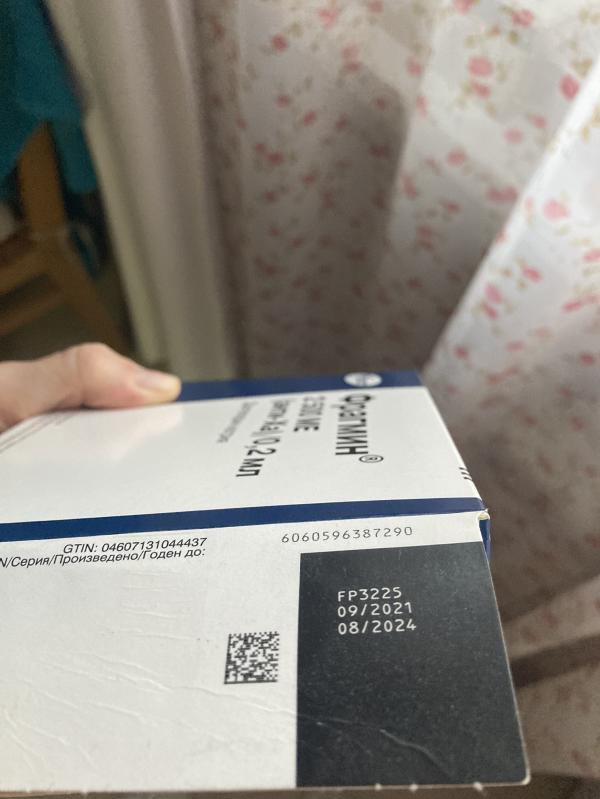 Фрагмин®
2500 МЕ
(анти-Ха)/0,2 мл
6060596387290
GTIN: 04607131044437
N/Серия/Произведено/Годен до:
FP3225
09/2021
08/2024